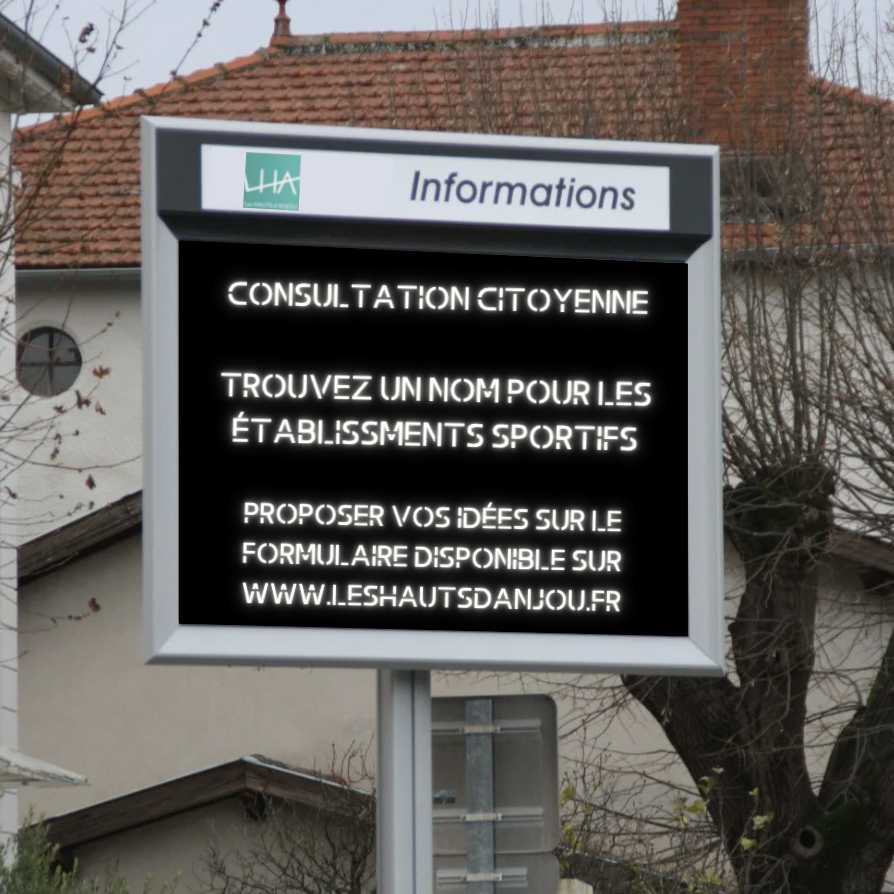 LHA
Informations
CONSULTATION CITOYENNE
TROUVEZ UN NOM POUR LES
ÉTABLISSMENTS SPORTIFS
PROPOSER VOS IDÉES SUR LE
FORMULAIRE DISPONIBLE SUR
WWW.LESHAUTSDANJOU.FR